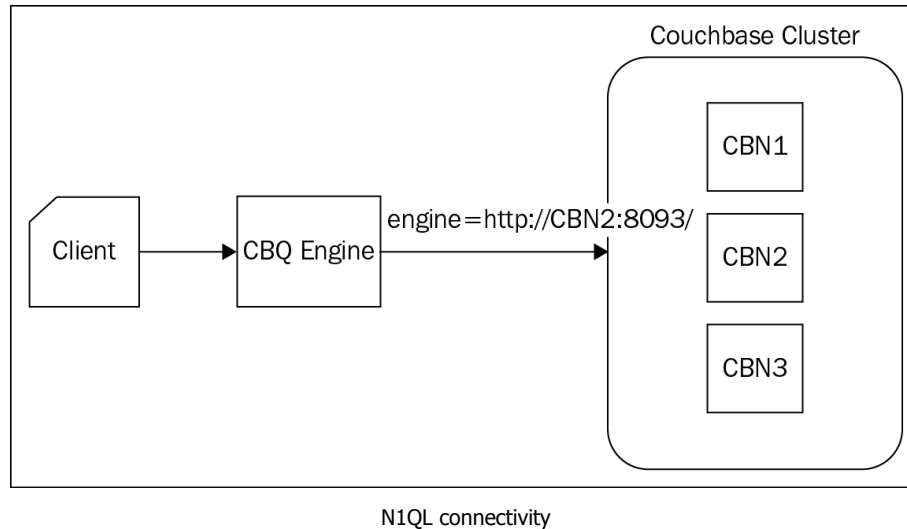 Couchbase Cluster
CBN1
engine=http://CBN2:8093/
Client
CBQ Engine
CBN2
CBN3
N1QL connectivity